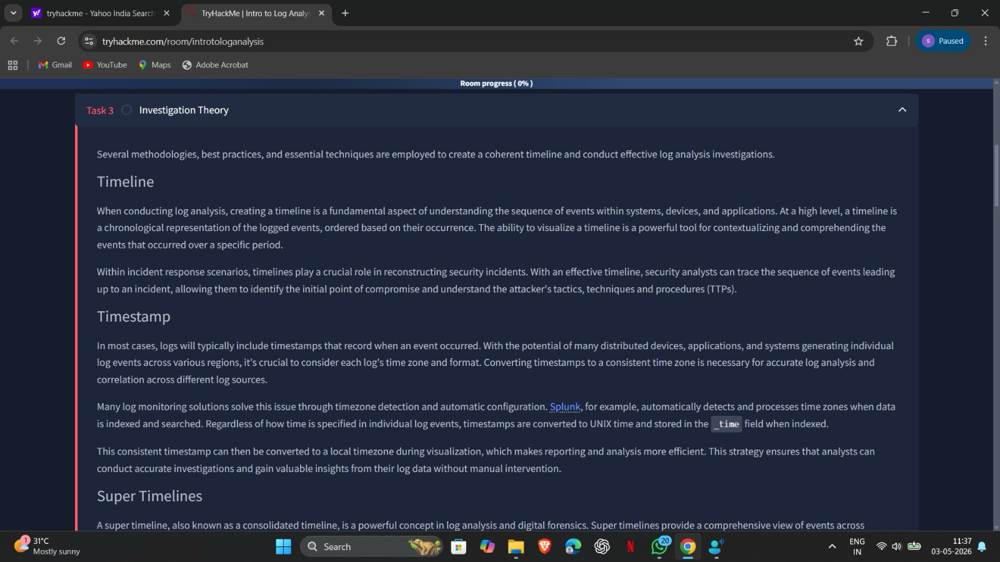 tryhackme - Yahoo India Search
TryHackMe | Intro to Log Analys
tryhackme.com/room/introtologanalysis
S Paused
Gmail YouTube Maps Adobe Acrobat
Room progress ( 0% )
Task 3 Investigation Theory
Several methodologies, best practices, and essential techniques are employed to create a coherent timeline and conduct effective log analysis investigations.
Timeline
When conducting log analysis, creating a timeline is a fundamental aspect of understanding the sequence of events within systems, devices, and applications. At a high level, a timeline is
a chronological representation of the logged events, ordered based on their occurrence. The ability to visualize a timeline is a powerful tool for contextualizing and comprehending the
events that occurred over a specific period.
Within incident response scenarios, timelines play a crucial role in reconstructing security incidents. With an effective timeline, security analysts can trace the sequence of events leading
up to an incident, allowing them to identify the initial point of compromise and understand the attacker's tactics, techniques and procedures (TTPs).
Timestamp
In most cases, logs will typically include timestamps that record when an event occurred. With the potential of many distributed devices, applications, and systems generating individual
log events across various regions, it's crucial to consider each log's time zone and format. Converting timestamps to a consistent time zone is necessary for accurate log analysis and
correlation across different log sources.
Many log monitoring solutions solve this issue through timezone detection and automatic configuration. Splunk, for example, automatically detects and processes time zones when data
is indexed and searched. Regardless of how time is specified in individual log events, timestamps are converted to UNIX time and stored in the _time field when indexed.
This consistent timestamp can then be converted to a local timezone during visualization, which makes reporting and analysis more efficient. This strategy ensures that analysts can
conduct accurate investigations and gain valuable insights from their log data without manual intervention.
Super Timelines
A super timeline, also known as a consolidated timeline, is a powerful concept in log analysis and digital forensics. Super timelines provide a comprehensive view of events across
1
31°C
Mostly sunny
Search
20
ENG
IN
11:37
03-05-2026